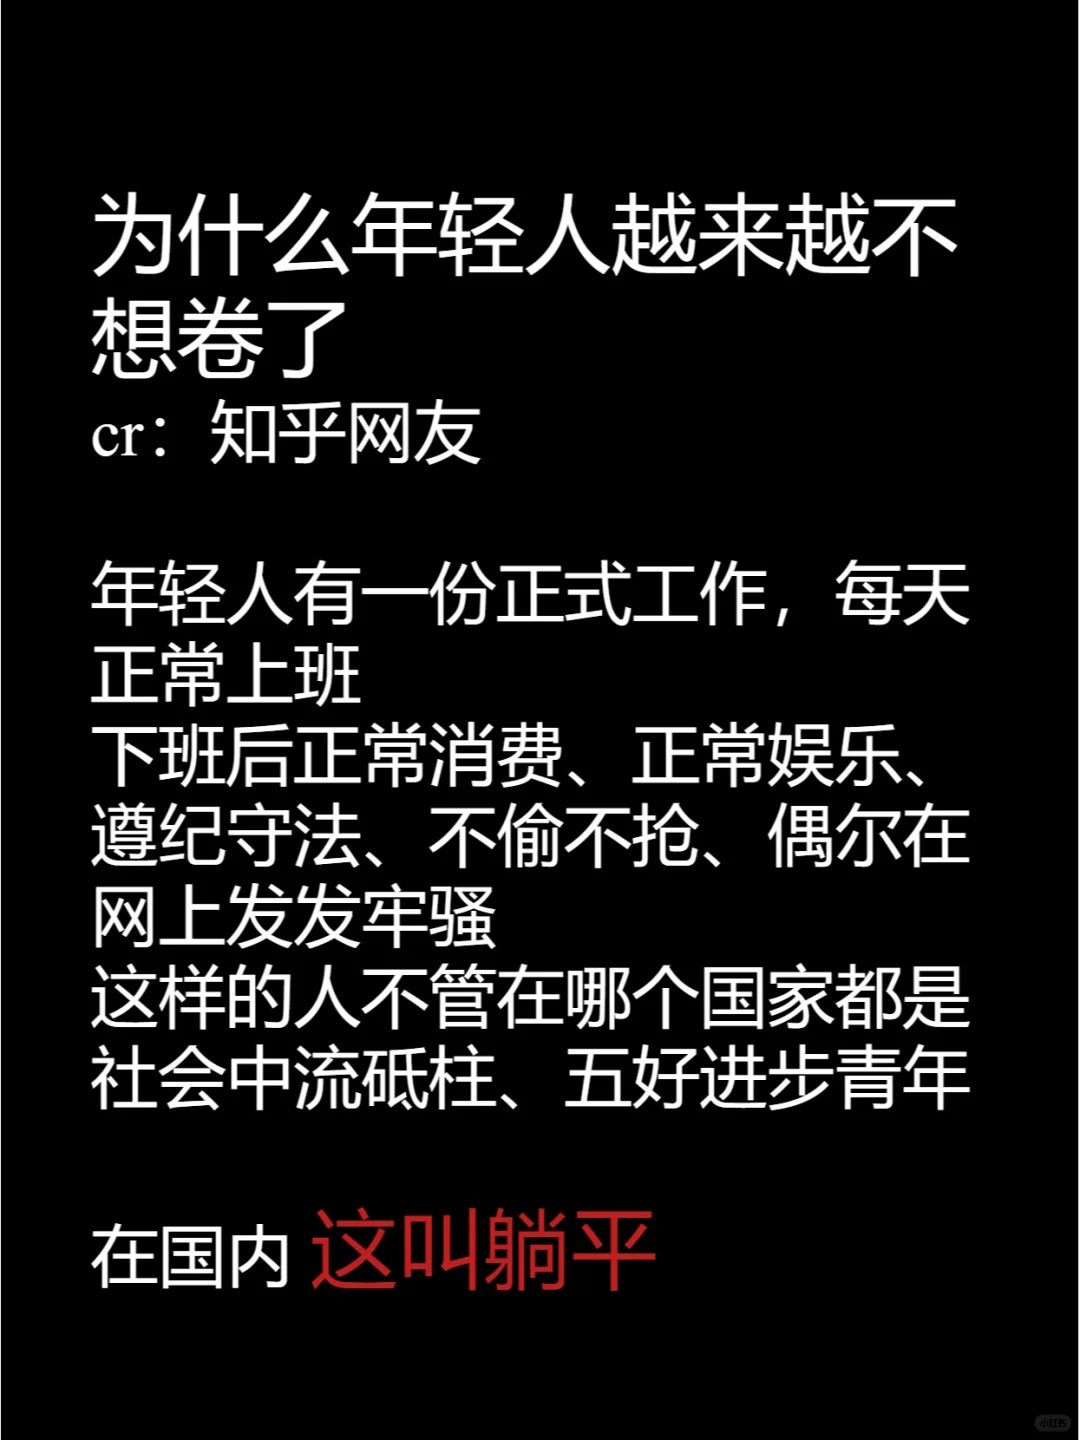 为什么年轻人越来越不
想卷了
cr：知乎网友
年轻人有一份正式工作，每天
正常上班
下班后正常消费、正常娱乐、
遵纪守法、不偷不抢、偶尔在
网上发发牢骚
这样的人不管在哪个国家都是
社会中流砥柱、五好进步青年
在国内 这叫躺平
小红书